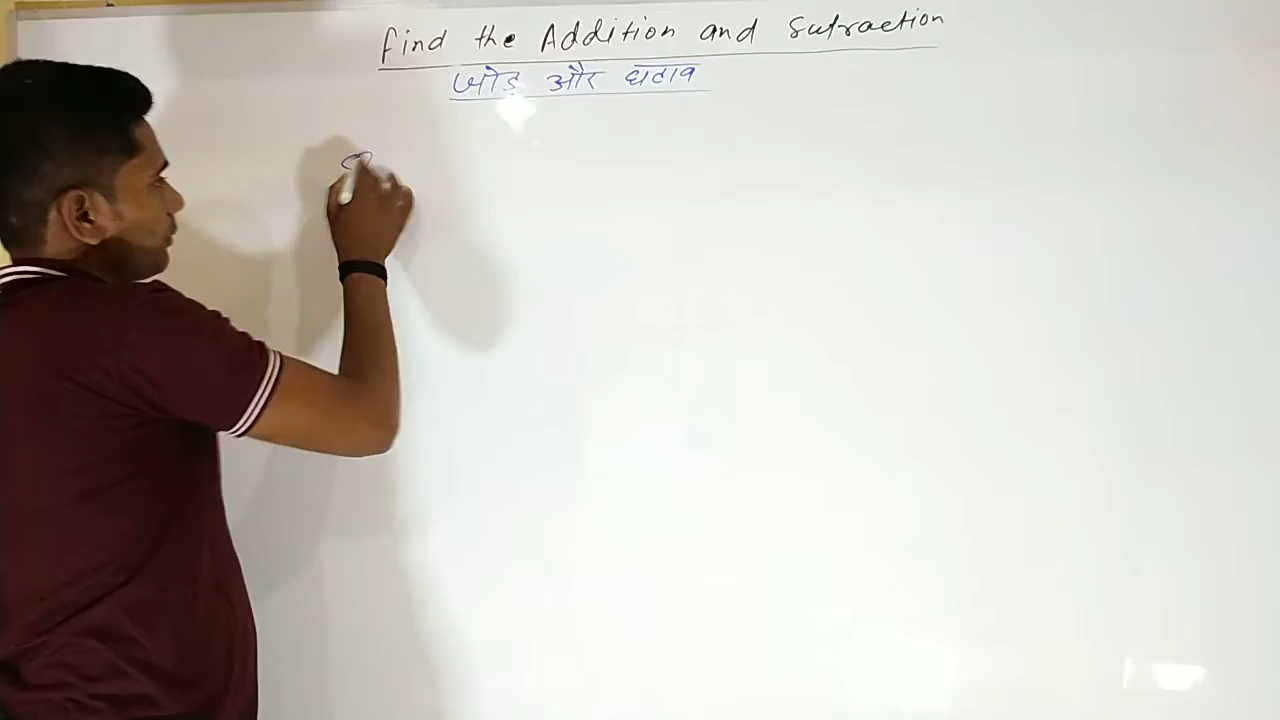 Find the Addition and Sutraction
जोड़ और घटाव